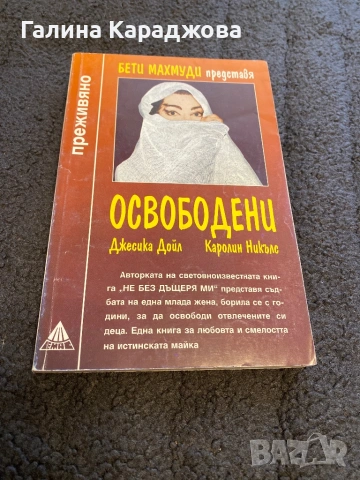 Галина Караджова
преживяно
БЕТИ МАХМУДИ представя
ОСВОБОДЕНИ
Джесика Дойл Каролин Никълс
Авторката на световноизвестната кни-
га „НЕ БЕЗ ДЪЩЕРЯ МИ“ представя съд-
бата на една млада жена, борила се с го-
дини, за да освободи отвлечените си
деца. Една книга за любовта и смелостта
на истинската майка
ЕМАС
BAZAR